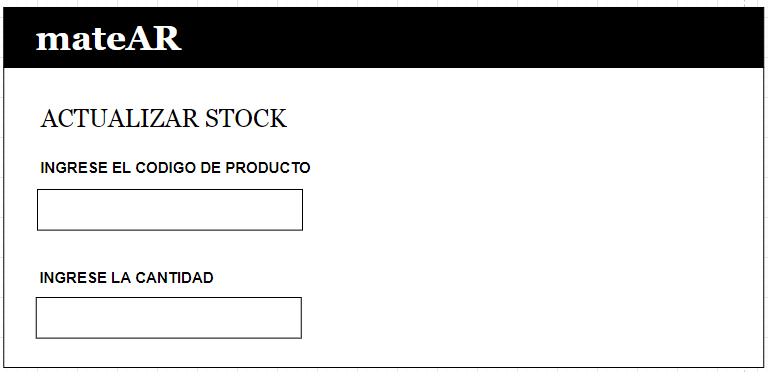 mateAR
ACTUALIZAR STOCK
INGRESE EL CODIGO DE PRODUCTO
INGRESE LA CANTIDAD